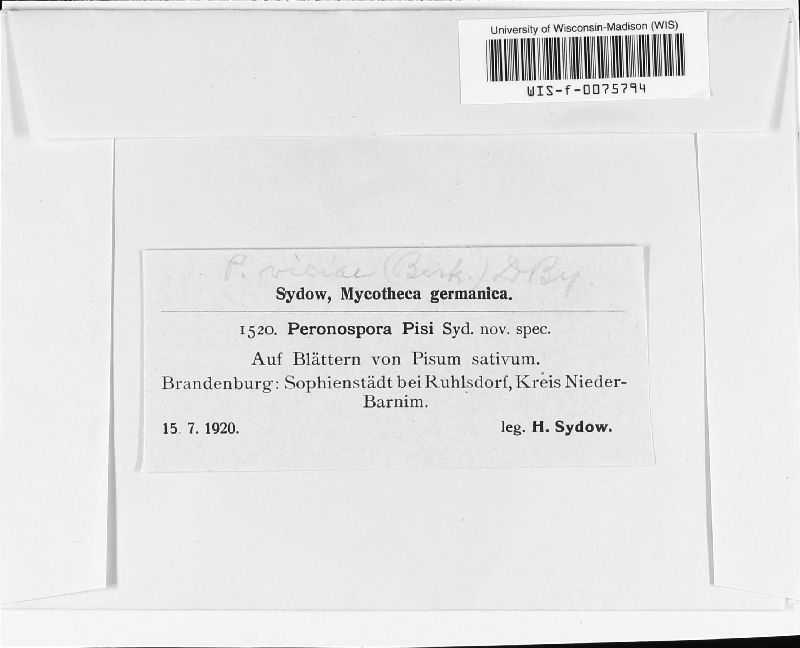 University of Wisconsin-Madison (WIS)
WIS-f-0075794
P. viciae (Berk.) DBy
Sydow, Mycotheca germanica.
1520. Peronospora Pisi Syd. nov. spec.
Auf Blättern von Pisum sativum.
Brandenburg: Sophienstädt bei Ruhlsdorf, Kreis Nieder-
Barnim.
15. 7. 1920. leg. H. Sydow.